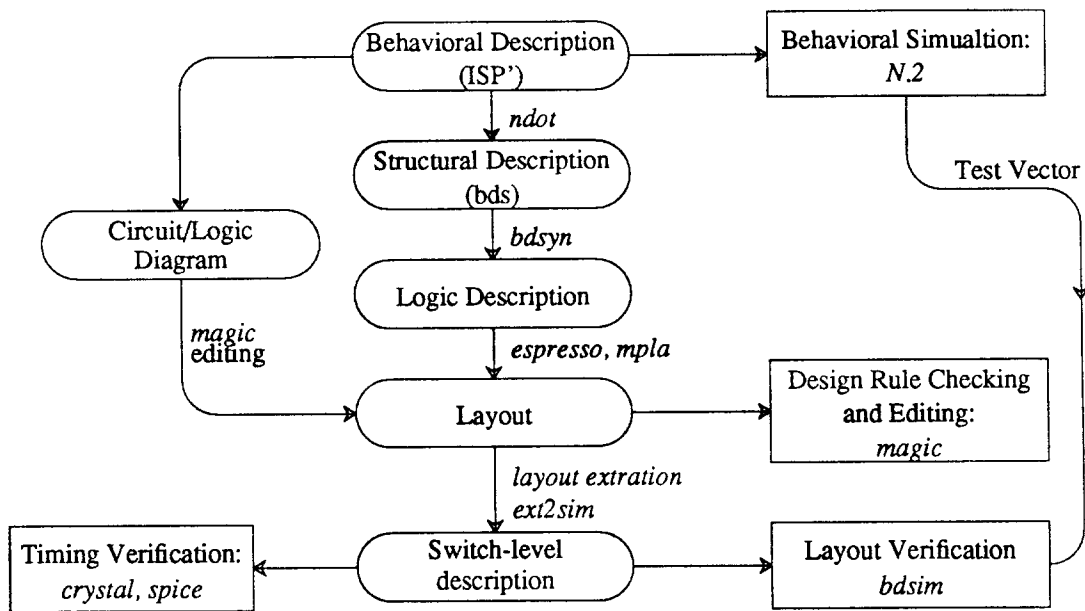 Behavioral Description
(ISP')
Behavioral Simualtion:
N.2
ndot
Structural Description
(bds)
Test Vector
Circuit/Logic
Diagram
bdsyn
Logic Description
magic
editing
espresso, mpla
Layout
Design Rule Checking
and Editing:
magic
layout extration
ext2sim
Timing Verification:
crystal, spice
Switch-level
description
Layout Verification
bdsim